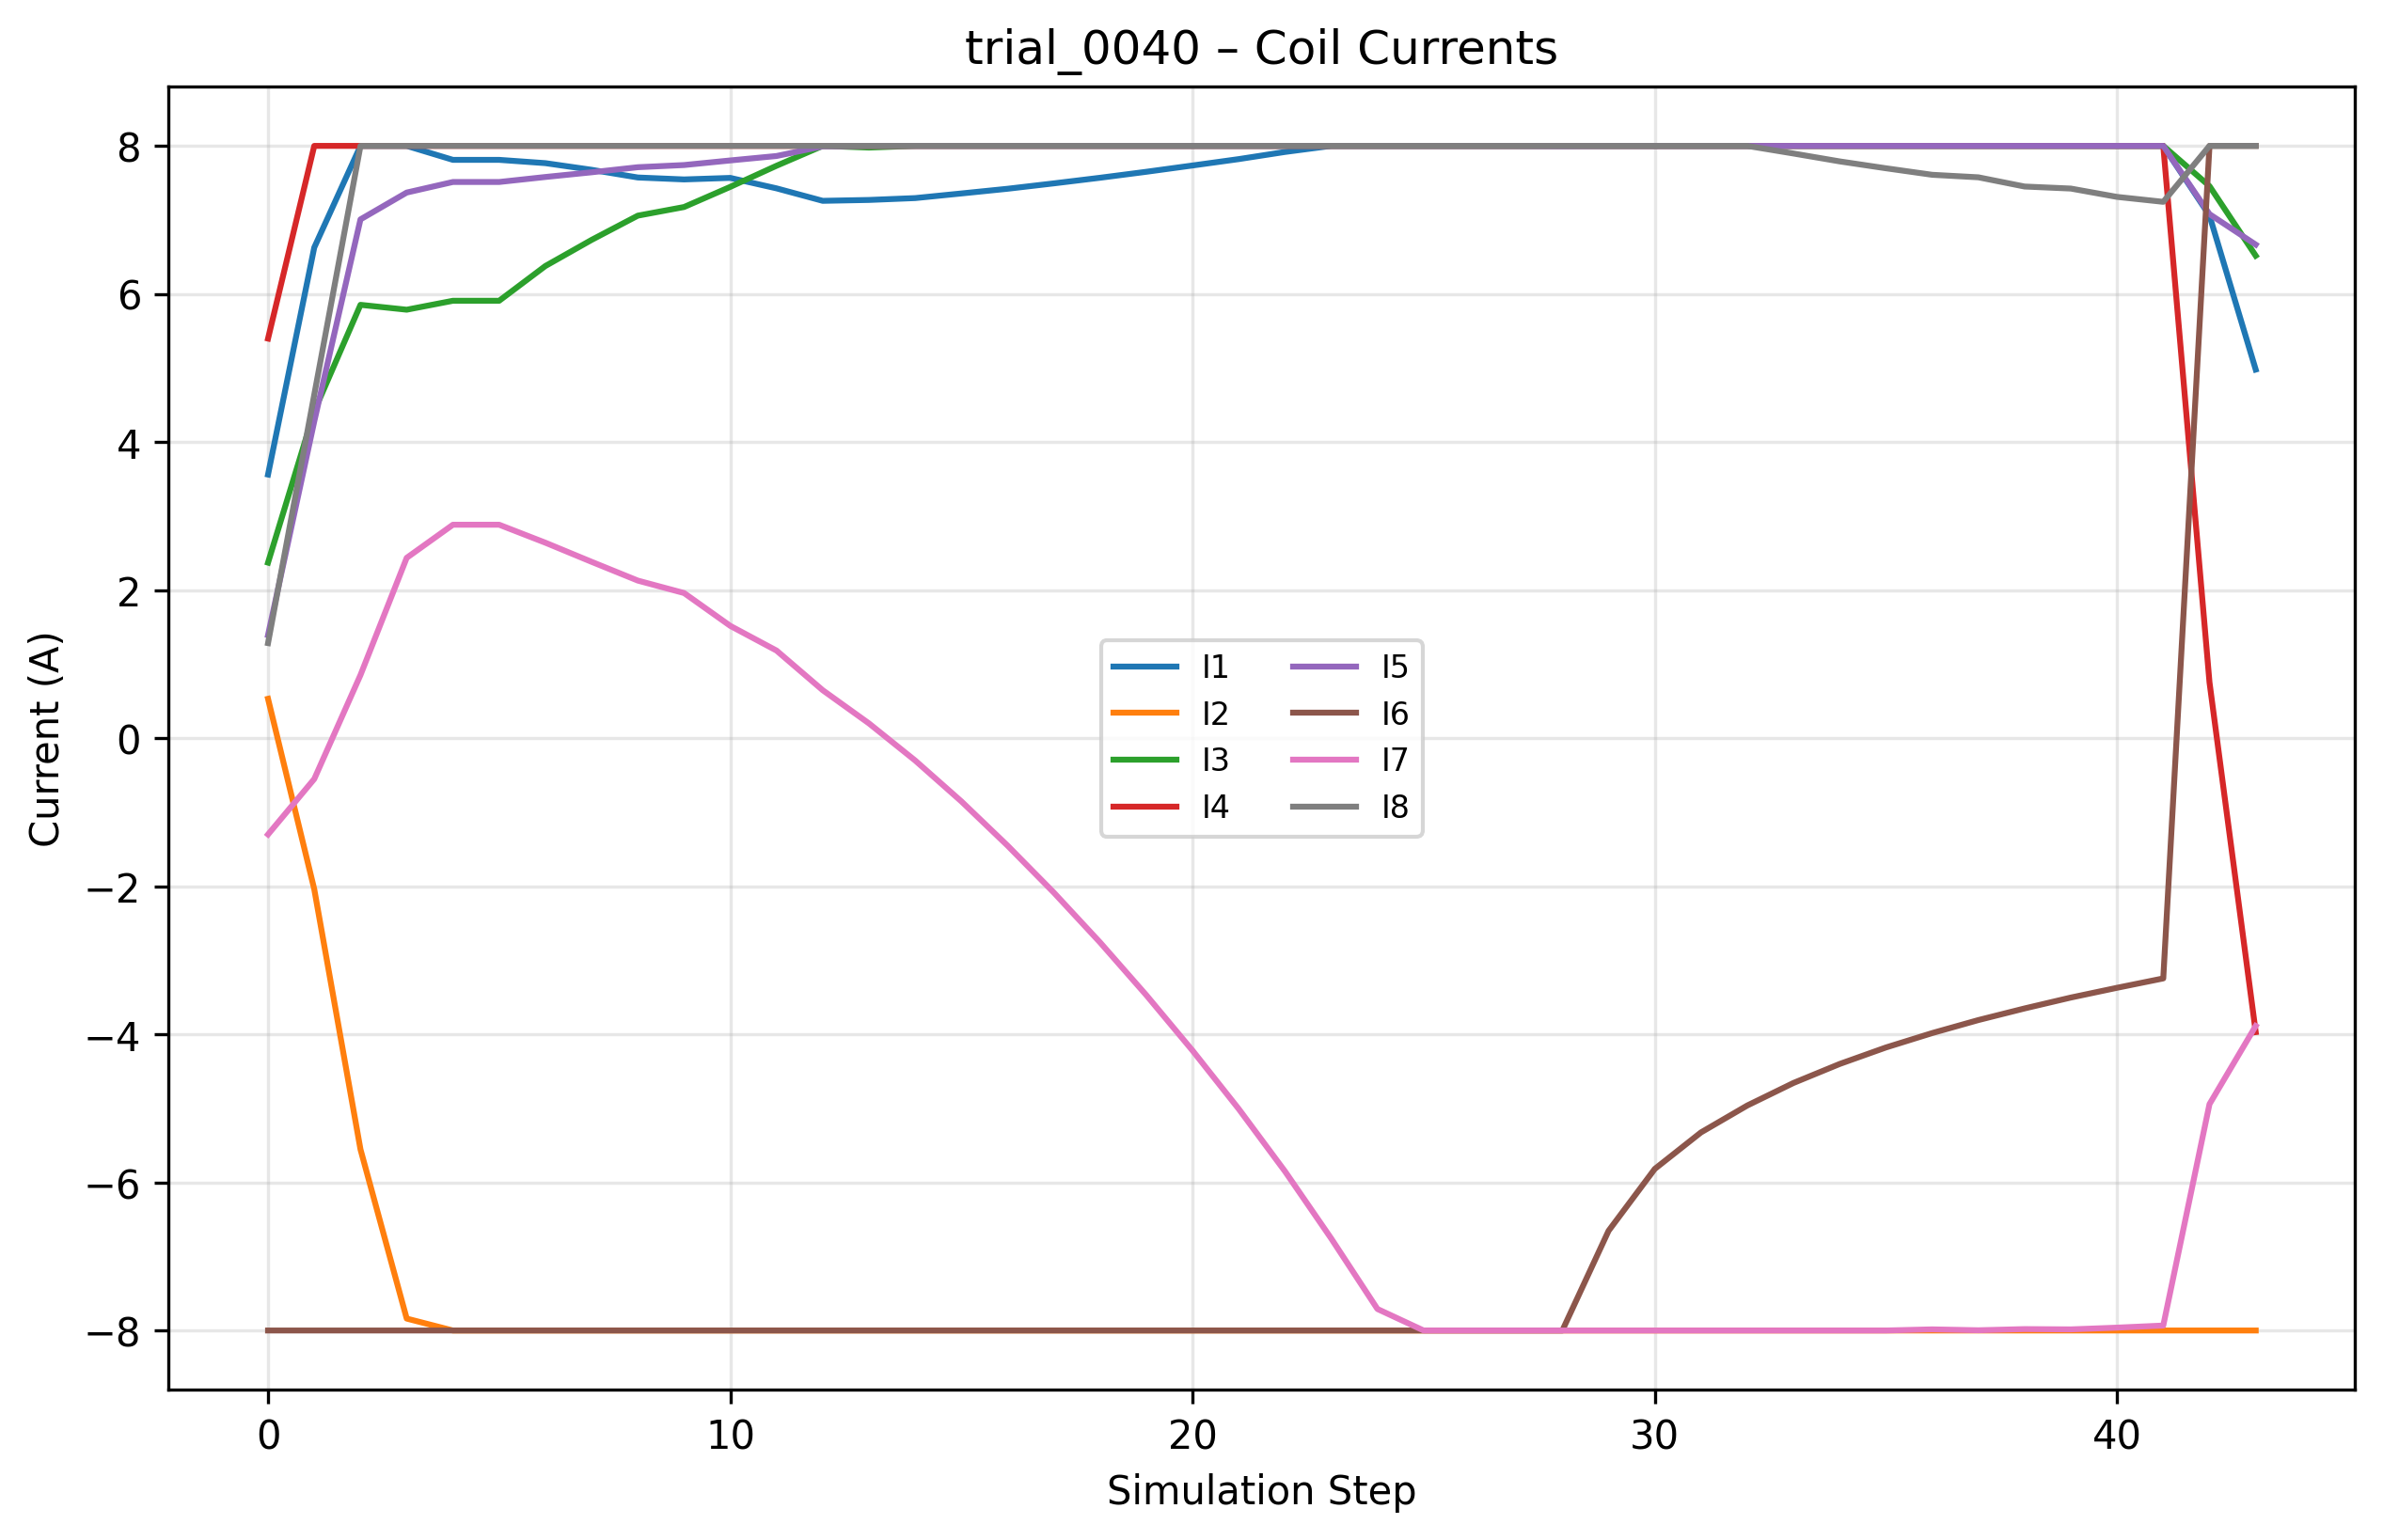 trial_0040 – Coil Currents
Current (A)
8
6
4
2
0
−2
−4
−6
−8
I1
I2
I3
I4
I5
I6
I7
I8
0
10
20
30
40
Simulation Step